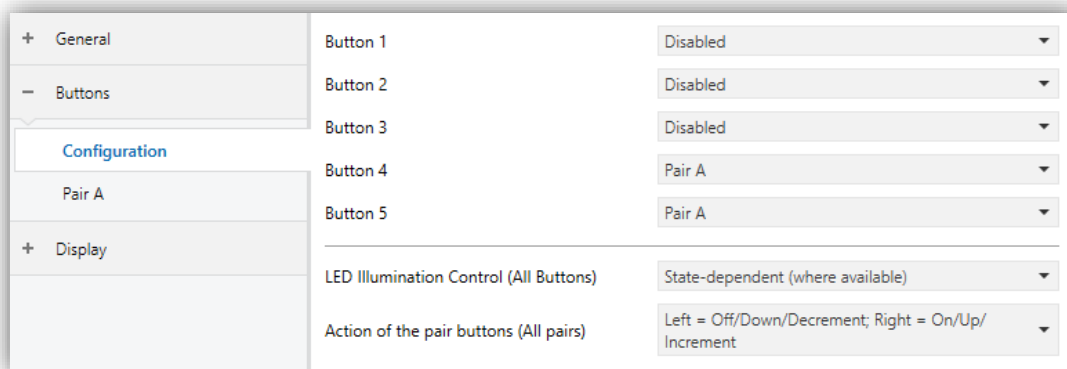 + General
− Buttons
Configuration
Pair A
+ Display
Button 1 Disabled
Button 2 Disabled
Button 3 Disabled
Button 4 Pair A
Button 5 Pair A
LED Illumination Control (All Buttons) State-dependent (where available)
Action of the pair buttons (All pairs) Left = Off/Down/Decrement; Right = On/Up/
Increment